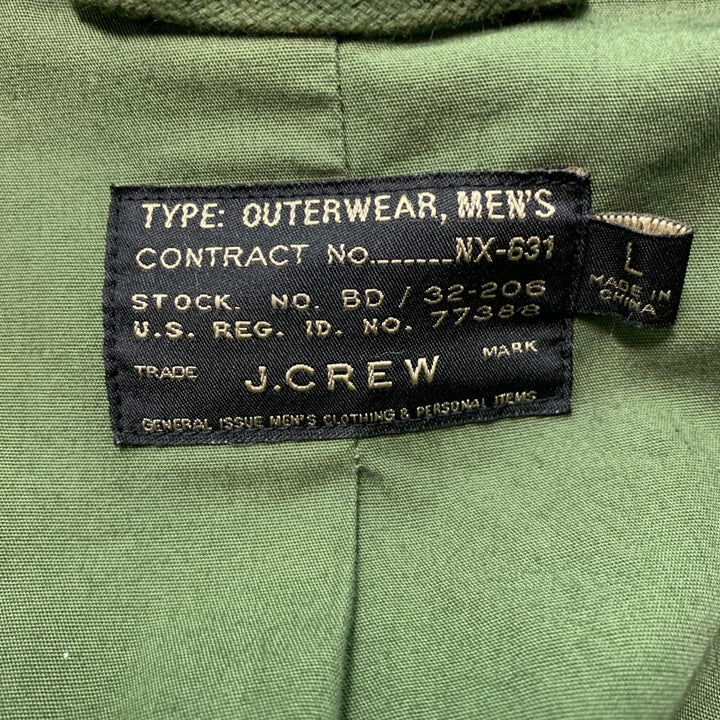 TYPE: OUTERWEAR, MEN'S
CONTRACT NO.______NX-631
STOCK. NO. BD / 32-206
U.S. REG. ID. NO. 77388
TRADE J.CREW MARK
GENERAL ISSUE MEN'S CLOTHING & PERSONAL ITEMS
L
MADE IN
CHINA